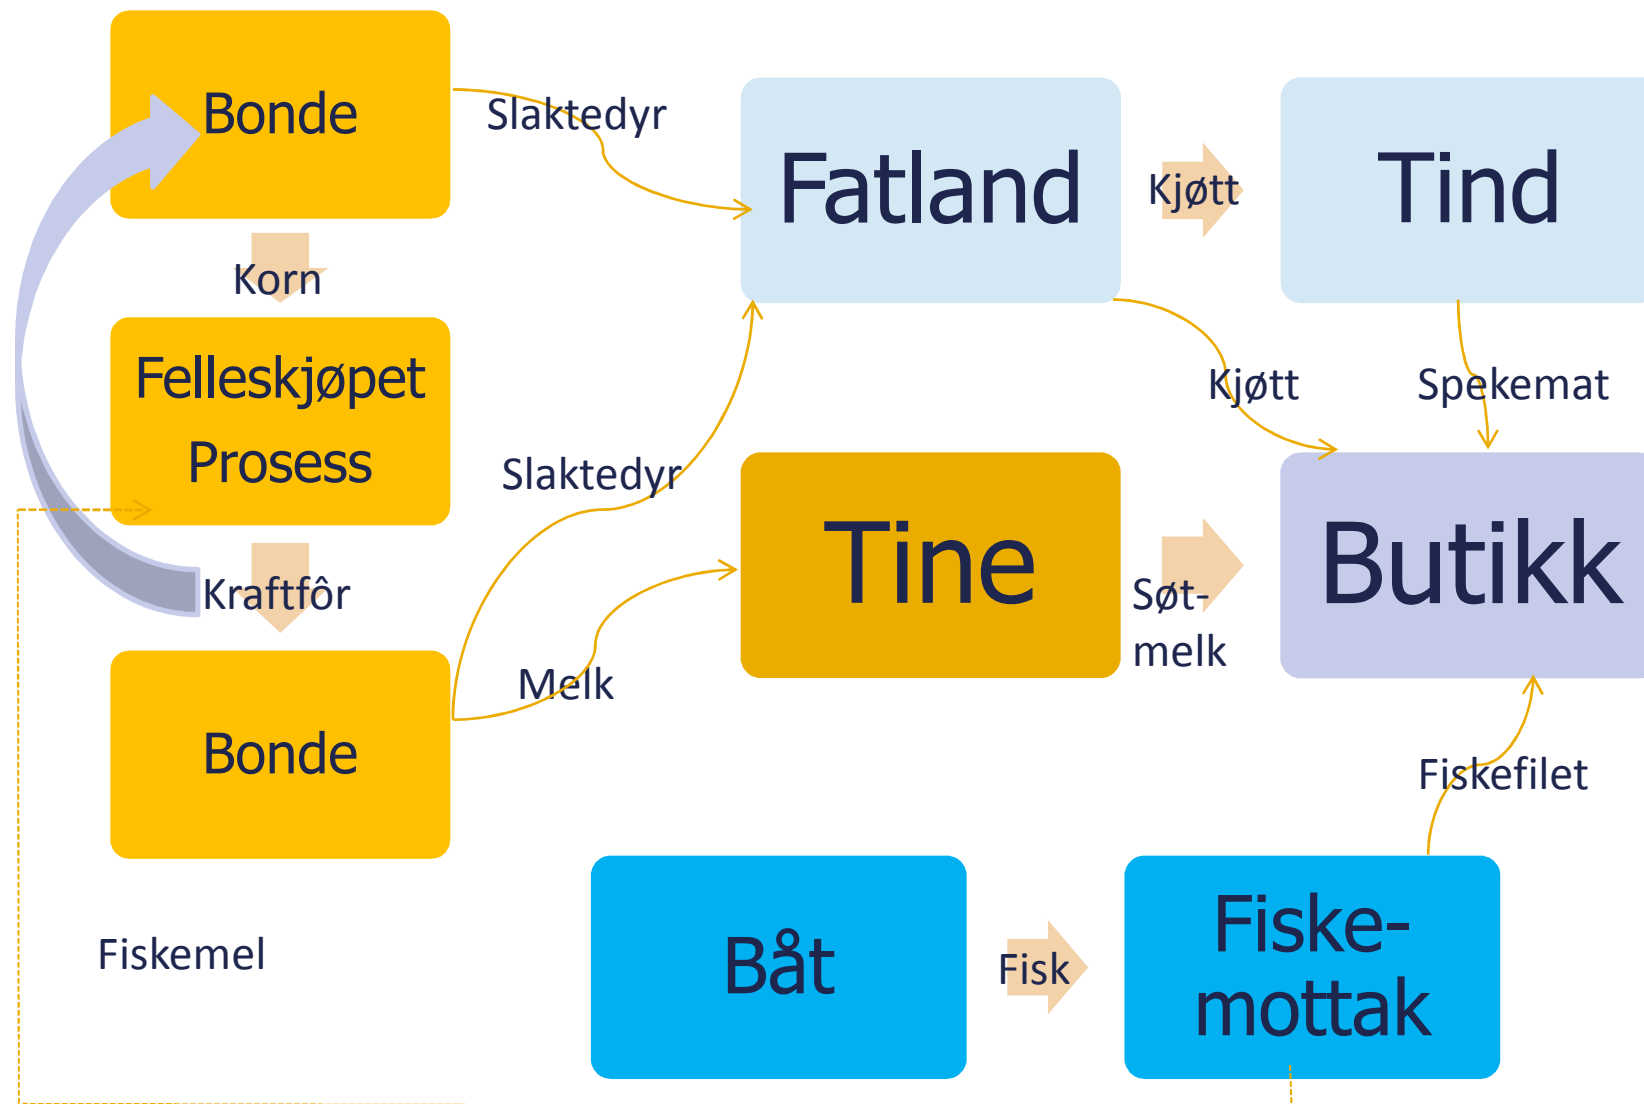 Bonde
Slaktedyr
Fatland
Kjøtt
Tind
Korn
Felleskjøpet
Prosess
Kjøtt
Spekemat
Slaktedyr
Tine
Søt-
melk
Butikk
Kraftfôr
Melk
Bonde
Fiskefilet
Fiskemel
Båt
Fisk
Fiske-
mottak